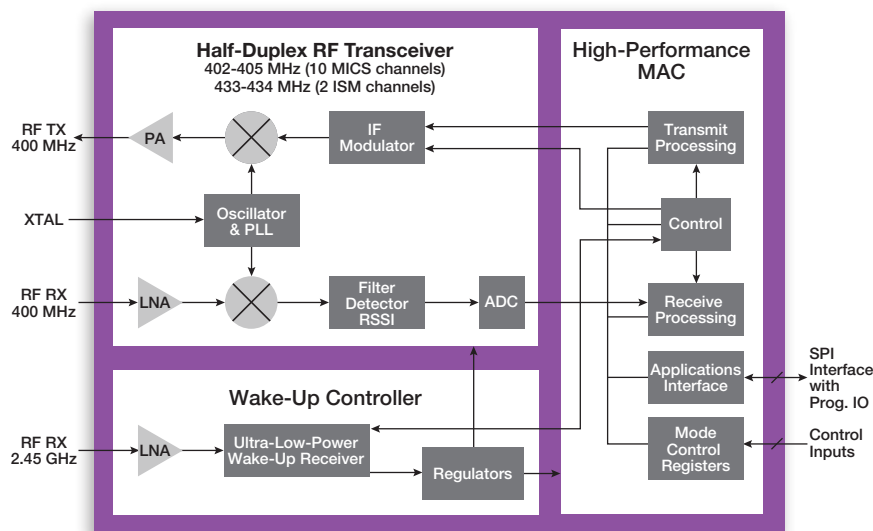 Half-Duplex RF Transceiver
402-405 MHz (10 MICS channels)
433-434 MHz (2 ISM channels)
High-Performance
MAC
RF TX
400 MHz
PA
IF
Modulator
Transmit
Processing
XTAL
Oscillator
& PLL
Control
RF RX
400 MHz
LNA
Filter
Detector
RSSI
ADC
Receive
Processing
Applications
Interface
SPI
Interface
with
Prog. IO
Wake-Up Controller
RF RX
2.45 GHz
LNA
Ultra-Low-Power
Wake-Up Receiver
Regulators
Mode
Control
Registers
Control
Inputs